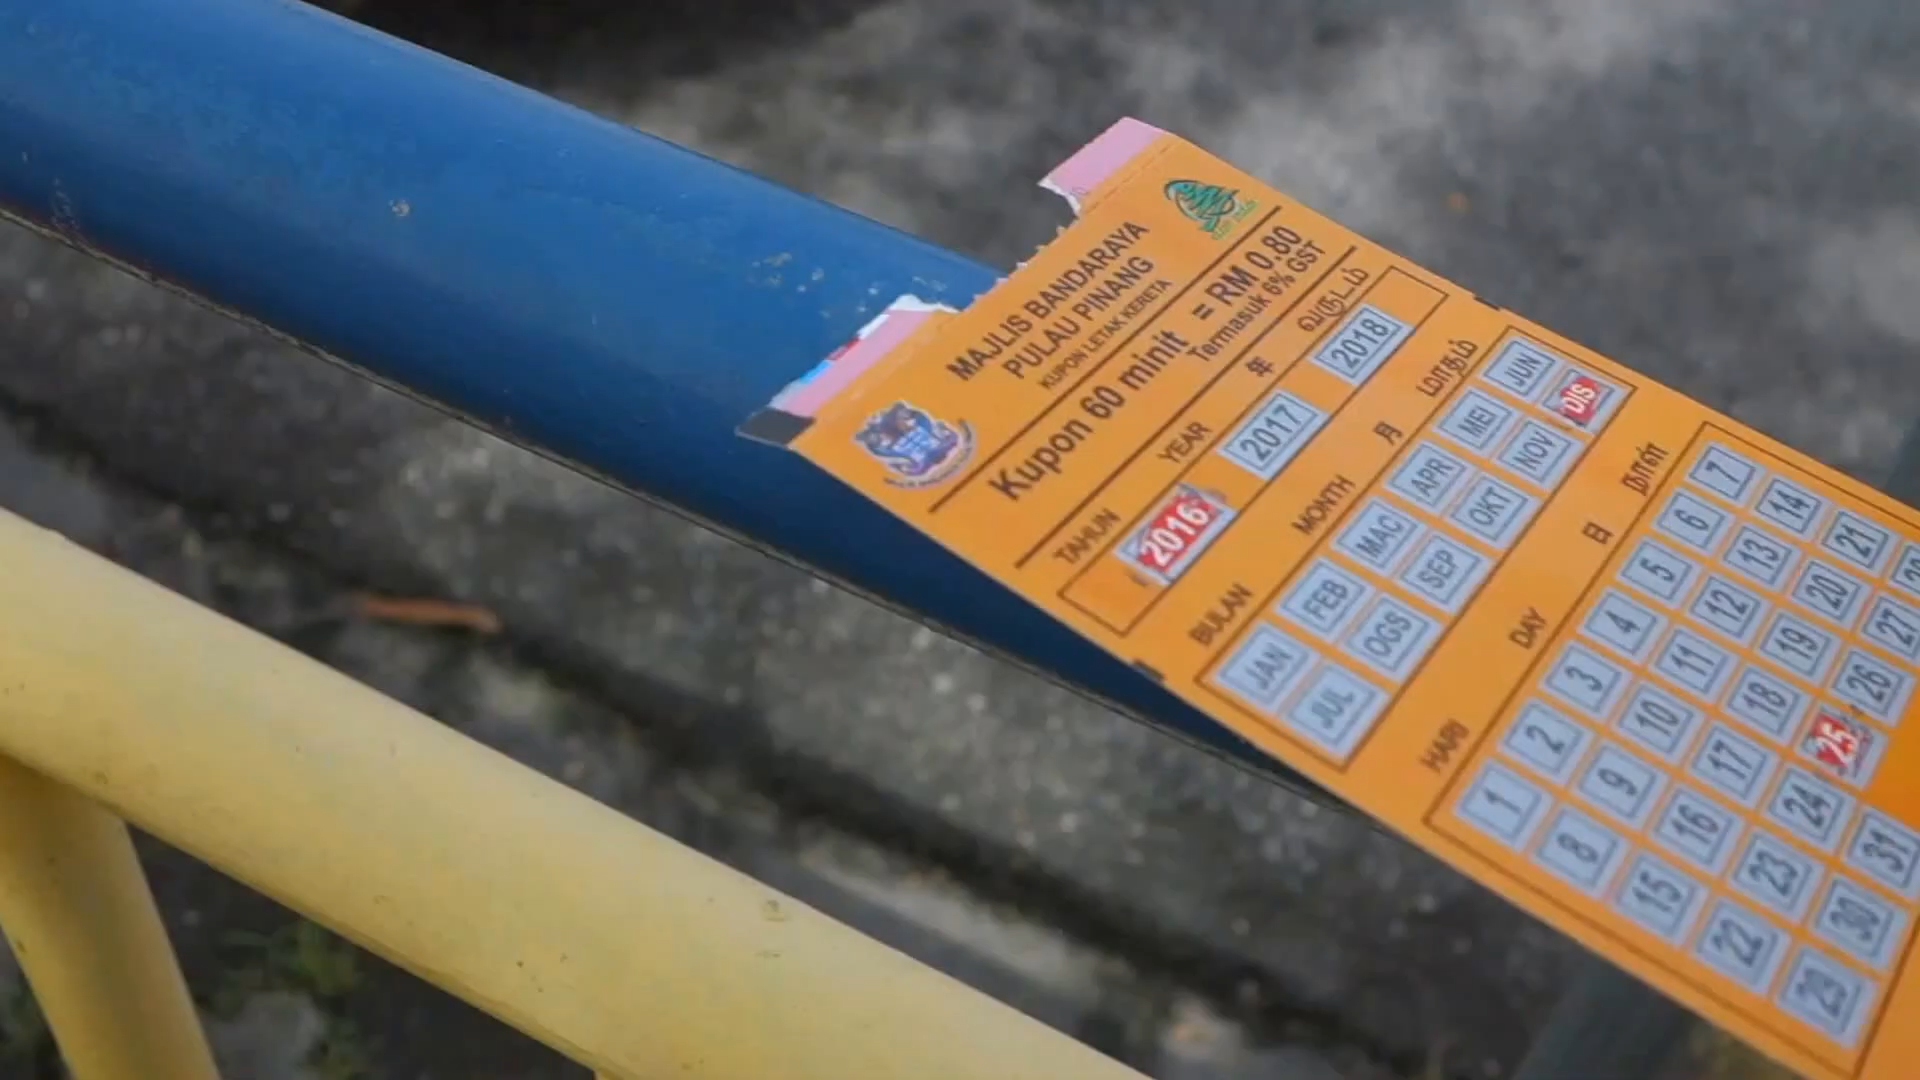 MAJLIS BANDARAYA
PULAU PINANG
KUPON LETAK KERETA
Kupon 60 minit = RM 0.80
Termasuk 6% GST
TAHUN YEAR 年 வருடம்
2016 2017 2018
BULAN MONTH 月 மாதம்
JAN FEB MAC APR MEI JUN
JUL OGS SEP OKT NOV DIS
HARI DAY 日 நாள்
1 2 3 4 5 6 7
8 9 10 11 12 13 14
15 16 17 18 19 20 21
22 23 24 25 26 27 28
29 30 31